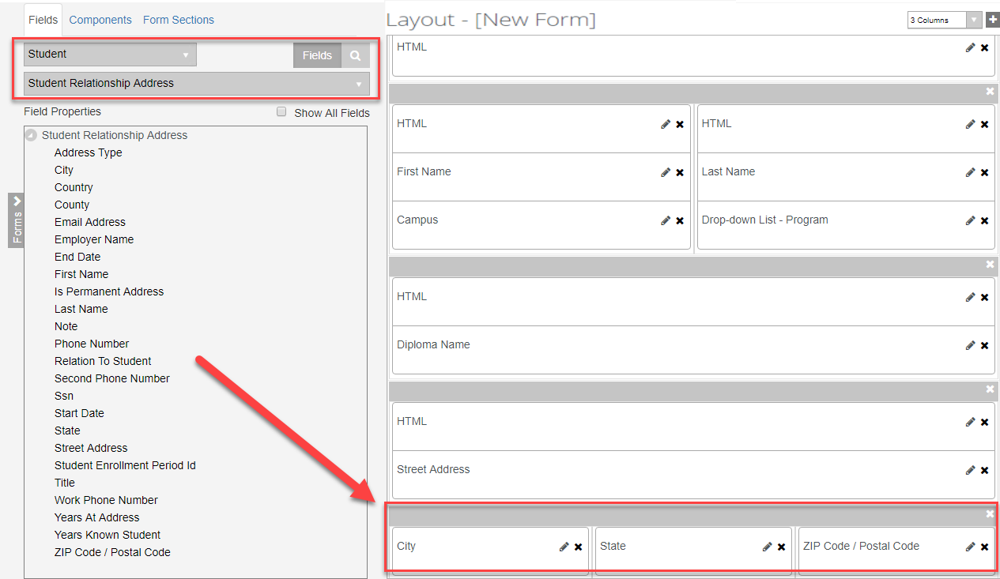 Fields Components Form Sections
Student
Fields
Student Relationship Address
Field Properties
Show All Fields
Student Relationship Address
Address Type
City
Country
County
Email Address
Employer Name
End Date
First Name
Is Permanent Address
Last Name
Note
Phone Number
Relation To Student
Second Phone Number
Ssn
Start Date
State
Street Address
Student Enrollment Period Id
Title
Work Phone Number
Years At Address
Years Known Student
ZIP Code / Postal Code
Forms
Layout - [New Form]
3 Columns
HTML
HTML
HTML
First Name
Last Name
Campus
Drop-down List - Program
HTML
Diploma Name
HTML
Street Address
City
State
ZIP Code / Postal Code